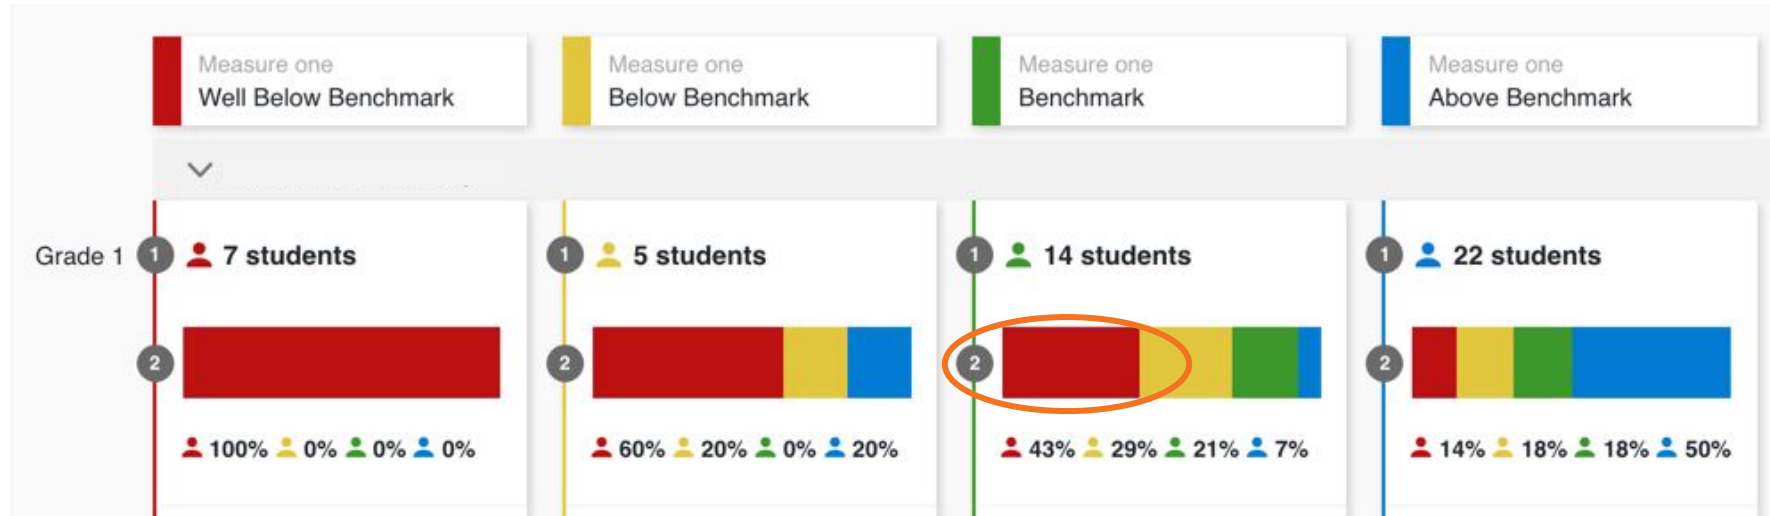 Measure one
Well Below Benchmark
Measure one
Below Benchmark
Measure one
Benchmark
Measure one
Above Benchmark
Grade 1
1 7 students
1 5 students
1 14 students
1 22 students
2
2
2
2
100% 0% 0% 0%
60% 20% 0% 20%
43% 29% 21% 7%
14% 18% 18% 50%